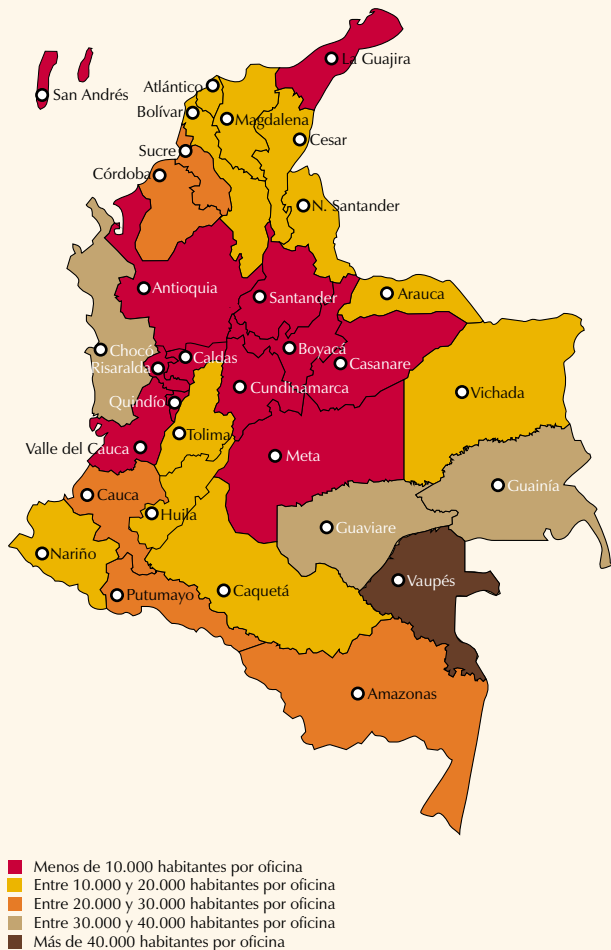 La Guajira
San Andrés
Atlántico
Bolívar
Magdalena
Cesar
Sucre
Córdoba
N. Santander
Antioquia
Santander
Arauca
Chocó
Caldas
Boyacá
Casanare
Risaralda
Cundinamarca
Vichada
Quindío
Tolima
Valle del Cauca
Meta
Guainía
Cauca
Huila
Guaviare
Nariño
Caquetá
Vaupés
Putumayo
Amazonas
Menos de 10.000 habitantes por oficina
Entre 10.000 y 20.000 habitantes por oficina
Entre 20.000 y 30.000 habitantes por oficina
Entre 30.000 y 40.000 habitantes por oficina
Más de 40.000 habitantes por oficina